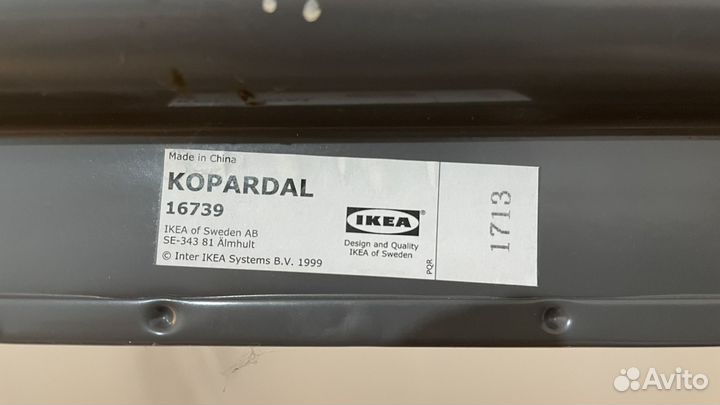 Made in China
KOPARDAL
16739
IKEA of Sweden AB
SE-343 81 Älmhult
© Inter IKEA Systems B.V. 1999
IKEA
Design and Quality
IKEA of Sweden
PQR
1713
Avito